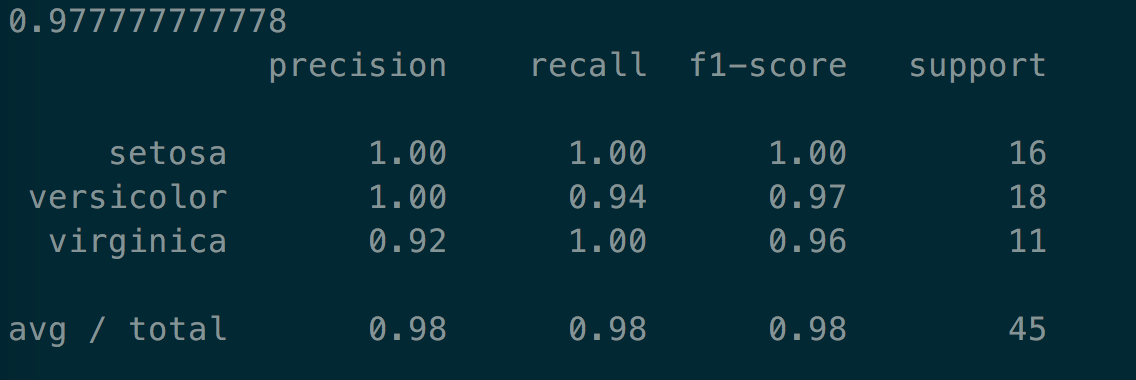 0.977777777778
precision recall f1-score support
setosa 1.00 1.00 1.00 16
versicolor 1.00 0.94 0.97 18
virginica 0.92 1.00 0.96 11
avg / total 0.98 0.98 0.98 45